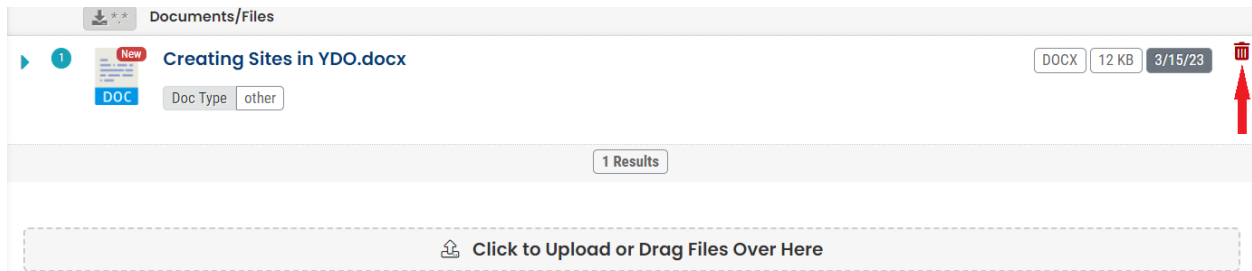 *.* Documents/Files
1 New Creating Sites in YDO.docx DOCX 12 KB 3/15/23
DOC Doc Type other
1 Results
Click to Upload or Drag Files Over Here